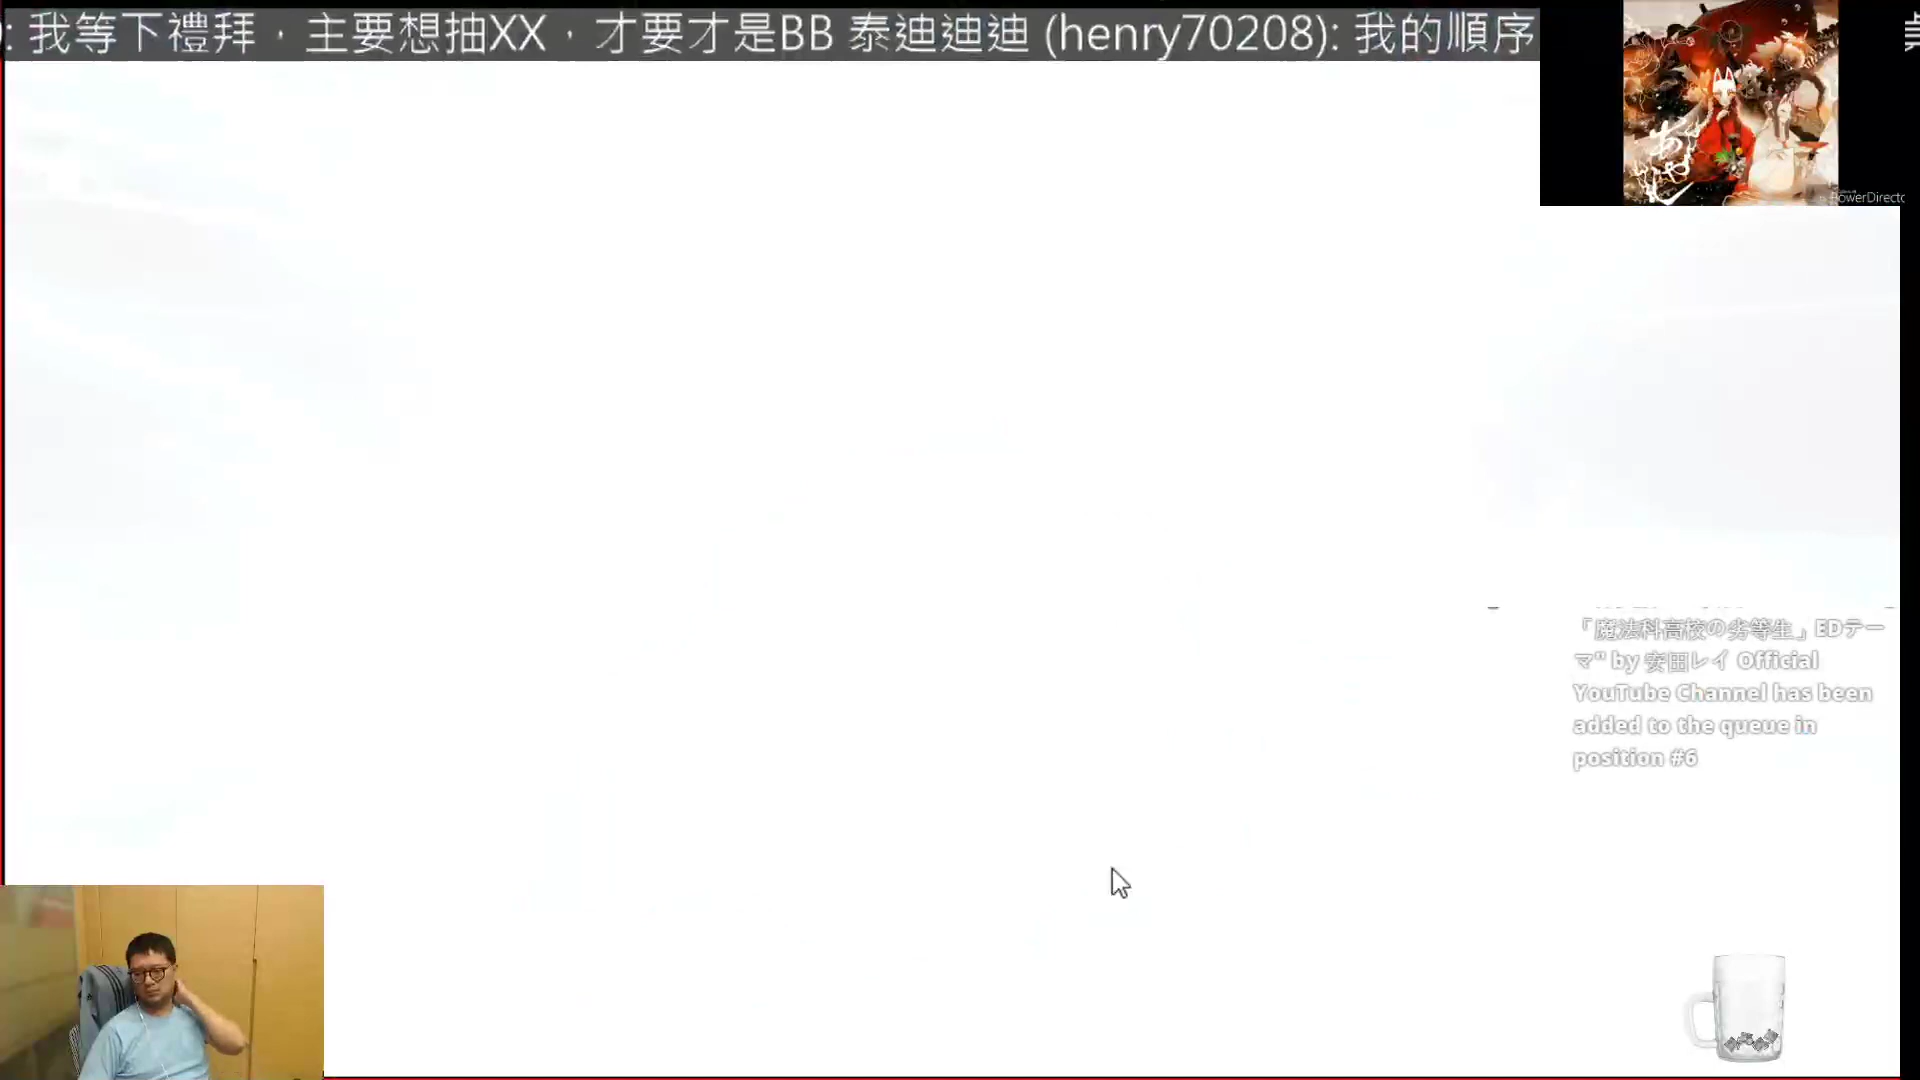 : 我等下禮拜，主要想抽XX，才要才是BB 泰迪迪迪 (henry70208): 我的順序
あやし
PowerDirecto
「魔法科高校の劣等生」EDテー
マ" by 安田レイ Official
YouTube Channel has been
added to the queue in
position #6